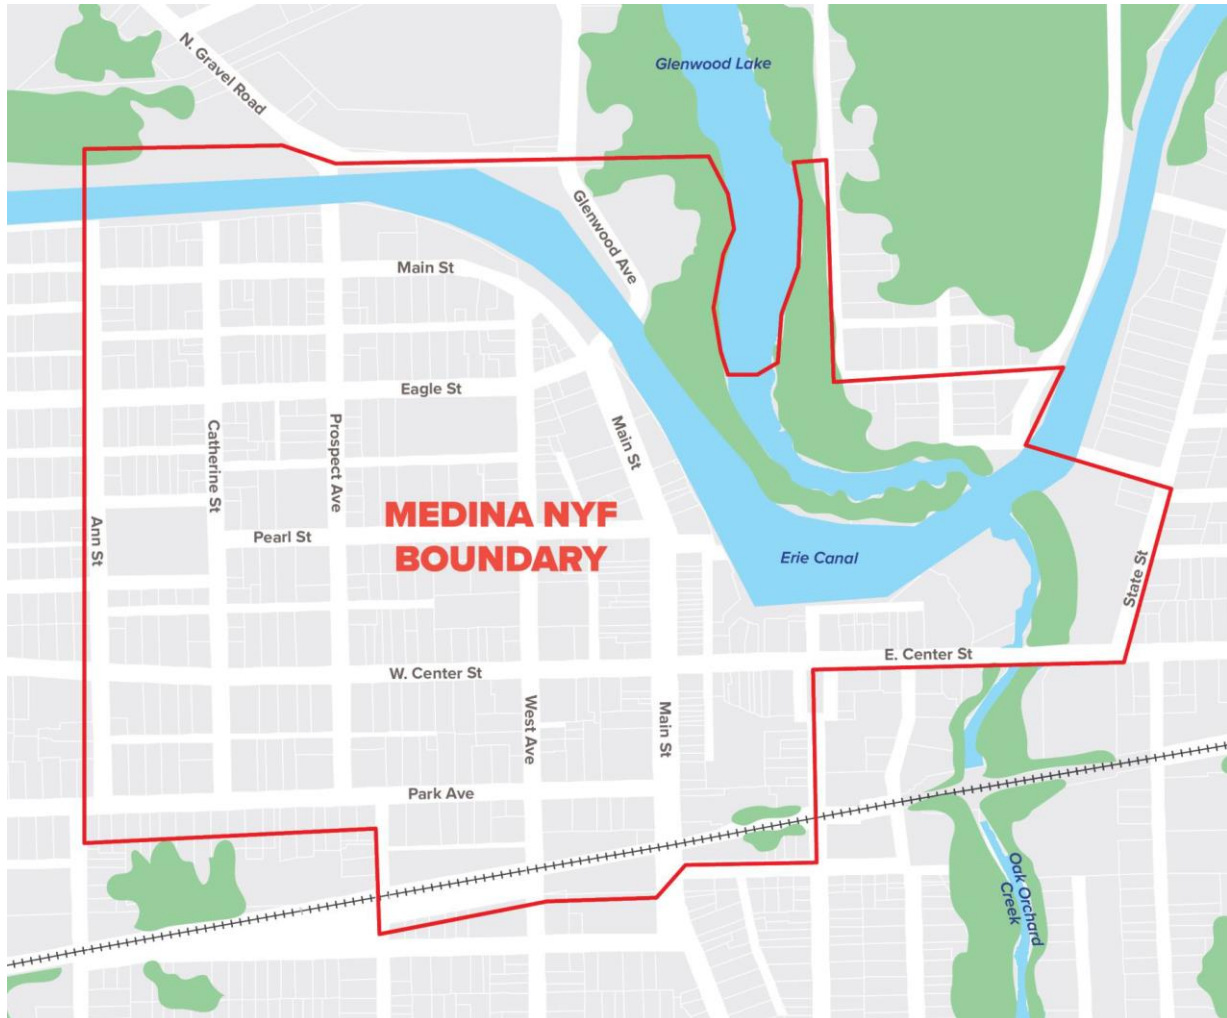 N. Gravel Road
Glenwood Lake
Glenwood Ave
Main St
Eagle St
Catherine St
Prospect Ave
Main St
MEDINA NYF
BOUNDARY
Ann St
Pearl St
Erie Canal
State St
E. Center St
W. Center St
West Ave
Main St
Park Ave
Oak Orchard
Creek